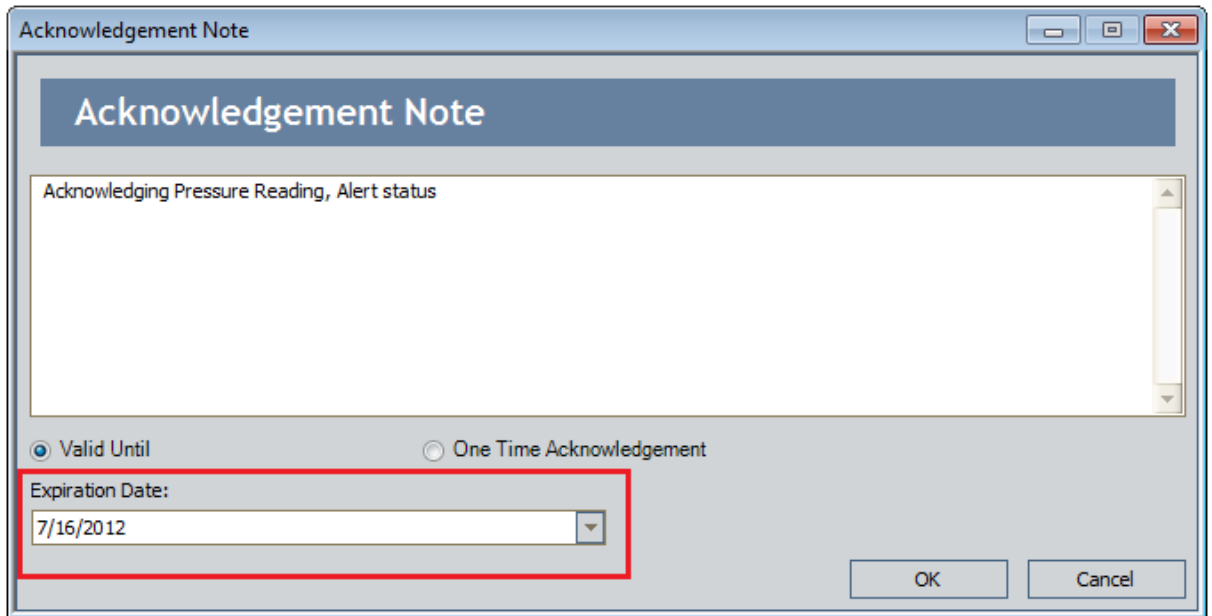 Acknowledgement Note
Acknowledgement Note
Acknowledging Pressure Reading, Alert status
Valid Until
One Time Acknowledgement
Expiration Date:
7/16/2012
OK
Cancel